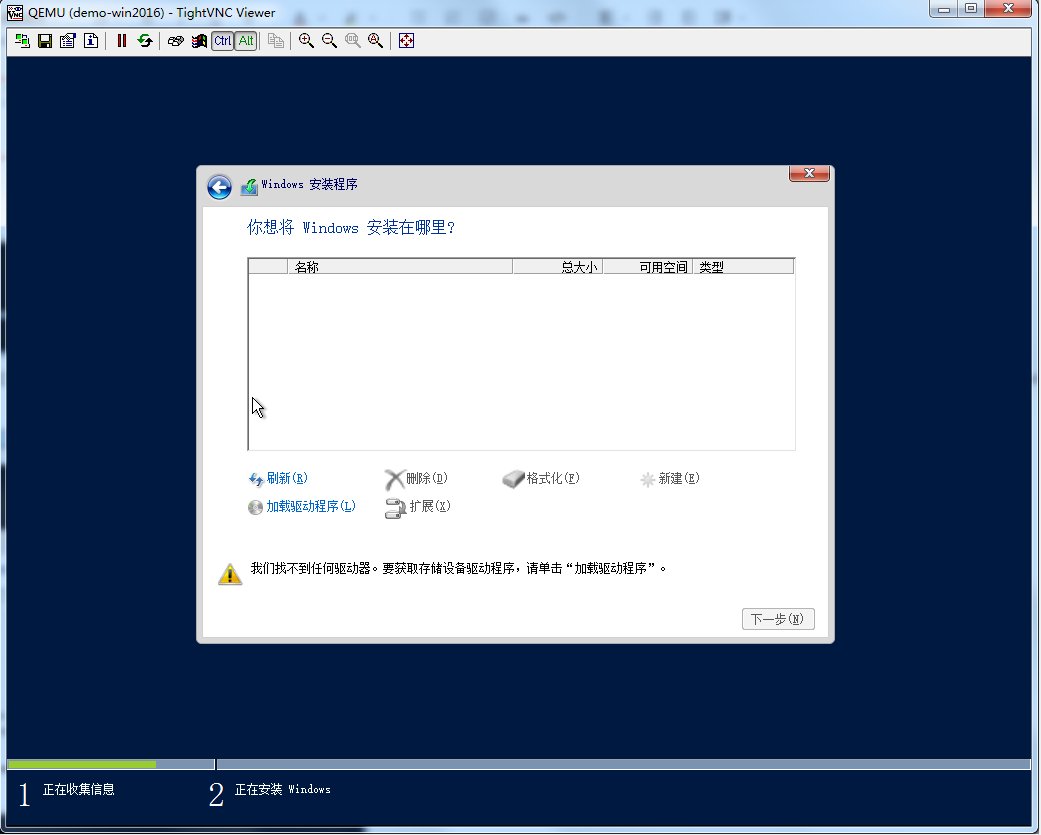 QEMU (demo-win2016) - TightVNC Viewer
Ctrl Alt
Windows 安装程序
你想将 Windows 安装在哪里?
名称 总大小 可用空间 类型
刷新(R) 删除(D) 格式化(F) 新建(E)
加载驱动程序(L) 扩展(X)
我们找不到任何驱动器。要获取存储设备驱动程序，请单击“加载驱动程序”。
下一步(N)
1 正在收集信息 2 正在安装 Windows